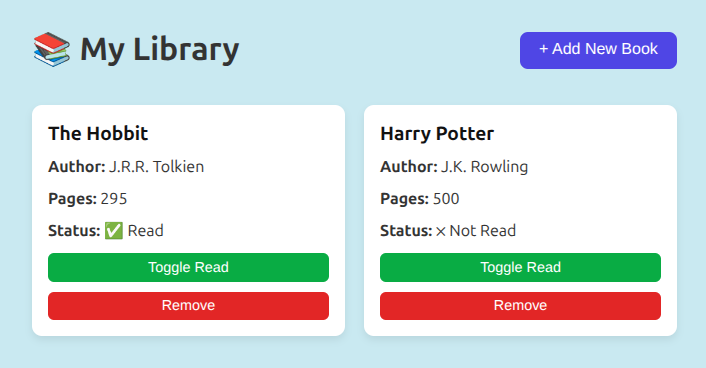 📚 My Library
+ Add New Book
The Hobbit
Author: J.R.R. Tolkien
Pages: 295
Status: ✅ Read
Toggle Read
Remove
Harry Potter
Author: J.K. Rowling
Pages: 500
Status: × Not Read
Toggle Read
Remove